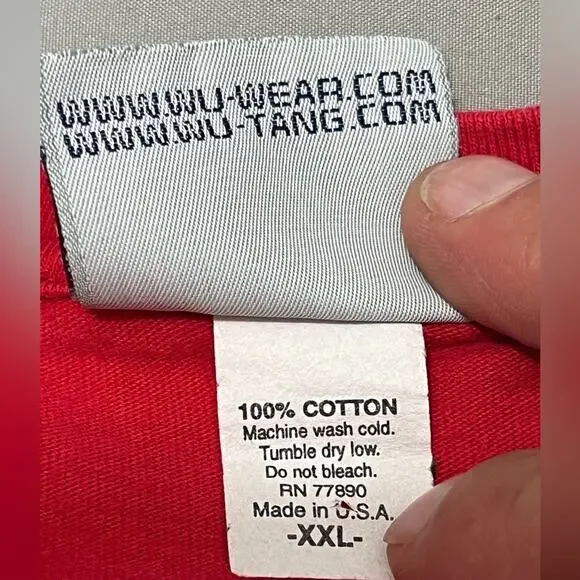 WWW.WU-WEAR.COM
WWW.WU-TANG.COM
100% COTTON
Machine wash cold.
Tumble dry low.
Do not bleach.
RN 77890
Made in U.S.A.
-XXL-